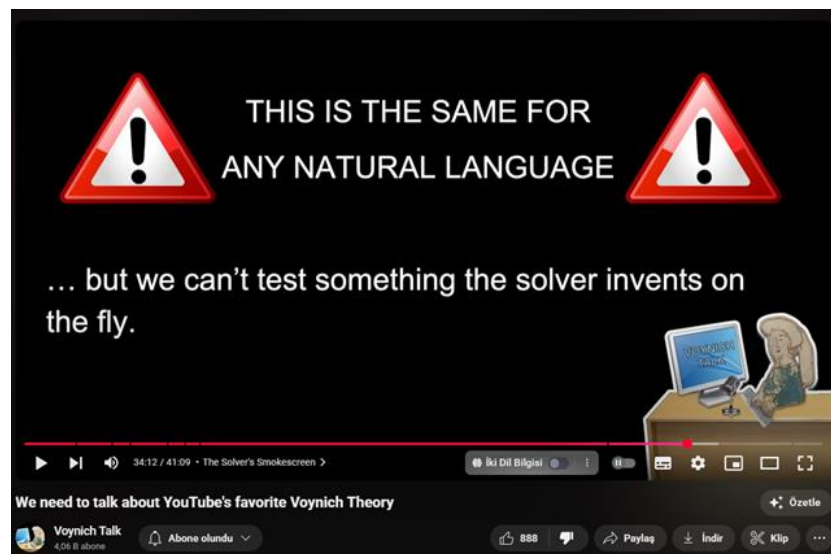 THIS IS THE SAME FOR
ANY NATURAL LANGUAGE
... but we can't test something the solver invents on
the fly.
VOYNICH
TALK
34:12 / 41:09 • The Solver's Smokescreen >
İki Dil Bilgisi
We need to talk about YouTube's favorite Voynich Theory
Özetle
Voynich Talk
4,06 B abone
Abone olundu
888
Paylaş
İndir
Klip